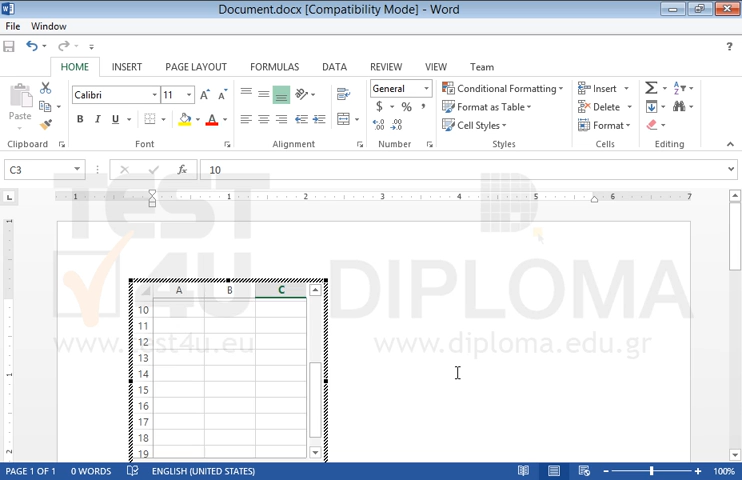 Document.docx [Compatibility Mode] - Word
File Window
HOME INSERT PAGE LAYOUT FORMULAS DATA REVIEW VIEW Team
Paste
Calibri 11
B I U A
General
$ % ,
Conditional Formatting
Format as Table
Cell Styles
Insert
Delete
Format
Clipboard Font Alignment Number Styles Cells Editing
C3 fx 10
1 1 2 3 4 5 6 7
TEST
4U DIPLOMA
www.test4u.eu www.diploma.edu.gr
A B C
10
11
12
13
14
15
16
17
18
19
PAGE 1 OF 1 0 WORDS ENGLISH (UNITED STATES) 100%